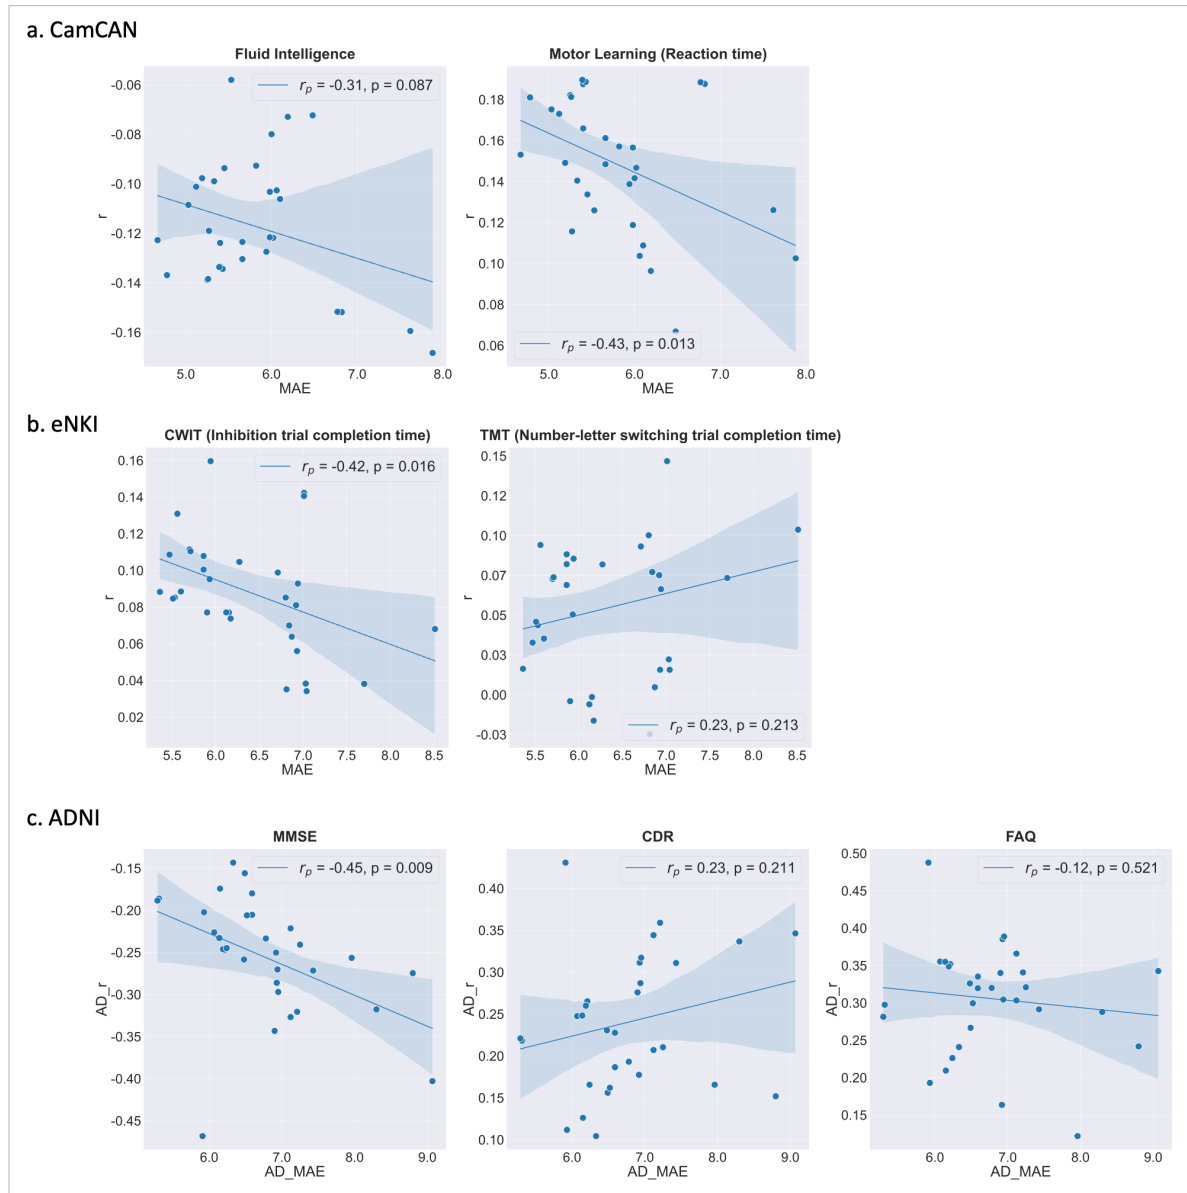 a. CamCAN
Fluid Intelligence
Motor Learning (Reaction time)
r_p = -0.31, p = 0.087
-0.06
-0.08
-0.10
-0.12
-0.14
-0.16
r
5.0 6.0 7.0 8.0
MAE
0.18
0.16
0.14
0.12
0.10
0.08
0.06
r
r_p = -0.43, p = 0.013
5.0 6.0 7.0 8.0
MAE
b. eNKI
CWIT (Inhibition trial completion time)
TMT (Number-letter switching trial completion time)
r_p = -0.42, p = 0.016
0.16
0.14
0.12
0.10
0.08
0.06
0.04
0.02
r
5.5 6.0 6.5 7.0 7.5 8.0 8.5
MAE
0.15
0.12
0.10
0.07
0.05
0.03
0.00
-0.03
r
r_p = 0.23, p = 0.213
5.5 6.0 6.5 7.0 7.5 8.0 8.5
MAE
c. ADNI
MMSE
CDR
FAQ
r_p = -0.45, p = 0.009
-0.15
-0.20
-0.25
-0.30
-0.35
-0.40
-0.45
AD_r
6.0 7.0 8.0 9.0
AD_MAE
r_p = 0.23, p = 0.211
0.40
0.35
0.30
0.25
0.20
0.15
0.10
AD_r
6.0 7.0 8.0 9.0
AD_MAE
r_p = -0.12, p = 0.521
0.50
0.45
0.40
0.35
0.30
0.25
0.20
0.15
AD_r
6.0 7.0 8.0 9.0
AD_MAE